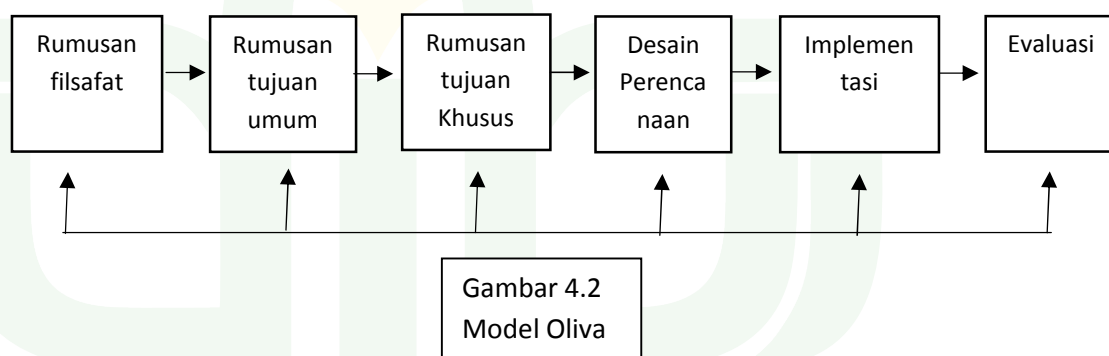 Rumusan
filsafat
Rumusan
tujuan
umum
Rumusan
tujuan
Khusus
Desain
Perenca
naan
Implemen
tasi
Evaluasi
Gambar 4.2
Model Oliva